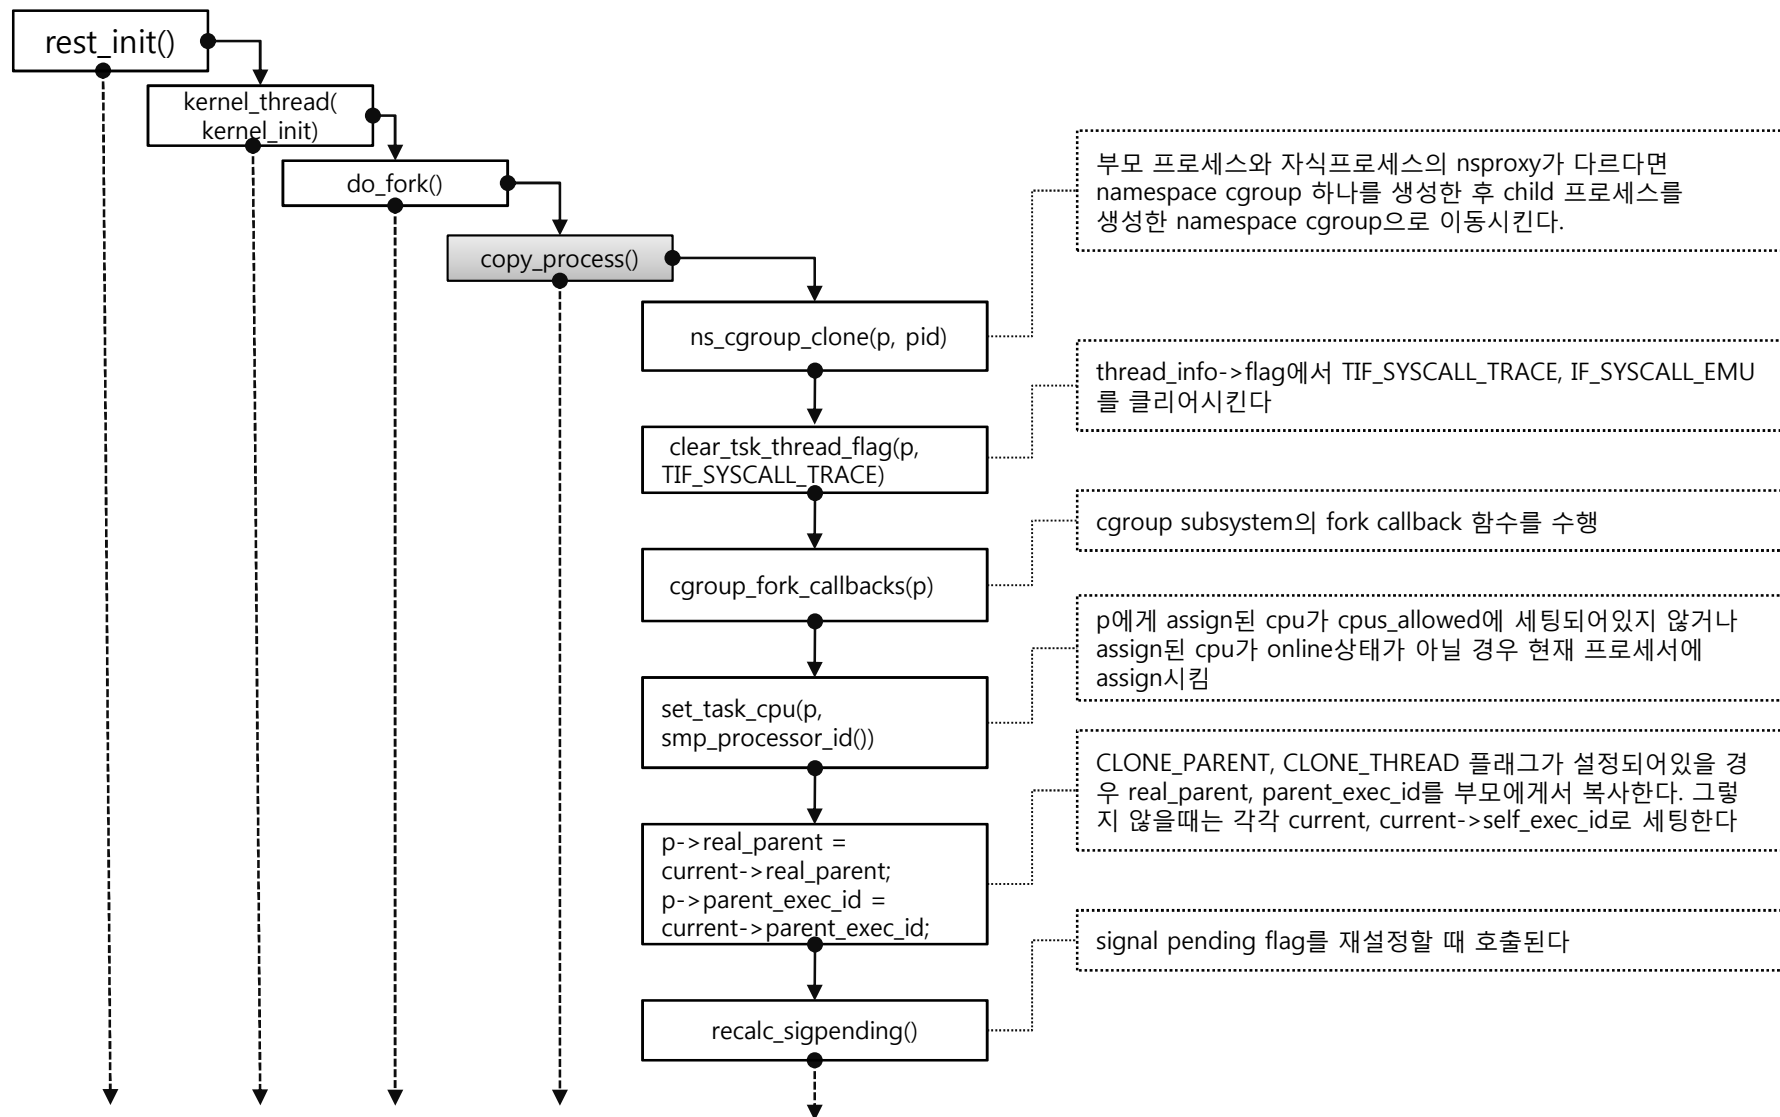 rest_init()
kernel_thread(
kernel_init)
do_fork()
copy_process()
부모 프로세스와 자식프로세스의 nsproxy가 다르다면
namespace cgroup 하나를 생성한 후 child 프로세스를
생성한 namespace cgroup으로 이동시킨다.
ns_cgroup_clone(p, pid)
thread_info->flag에서 TIF_SYSCALL_TRACE, IF_SYSCALL_EMU
를 클리어시킨다
clear_tsk_thread_flag(p,
TIF_SYSCALL_TRACE)
cgroup subsystem의 fork callback 함수를 수행
cgroup_fork_callbacks(p)
p에게 assign된 cpu가 cpus_allowed에 세팅되어있지 않거나
assign된 cpu가 online상태가 아닐 경우 현재 프로세서에
assign시킴
set_task_cpu(p,
smp_processor_id())
CLONE_PARENT, CLONE_THREAD 플래그가 설정되어있을 경
우 real_parent, parent_exec_id를 부모에게서 복사한다. 그렇
지 않을때는 각각 current, current->self_exec_id로 세팅한다
p->real_parent =
current->real_parent;
p->parent_exec_id =
current->parent_exec_id;
signal pending flag를 재설정할 때 호출된다
recalc_sigpending()